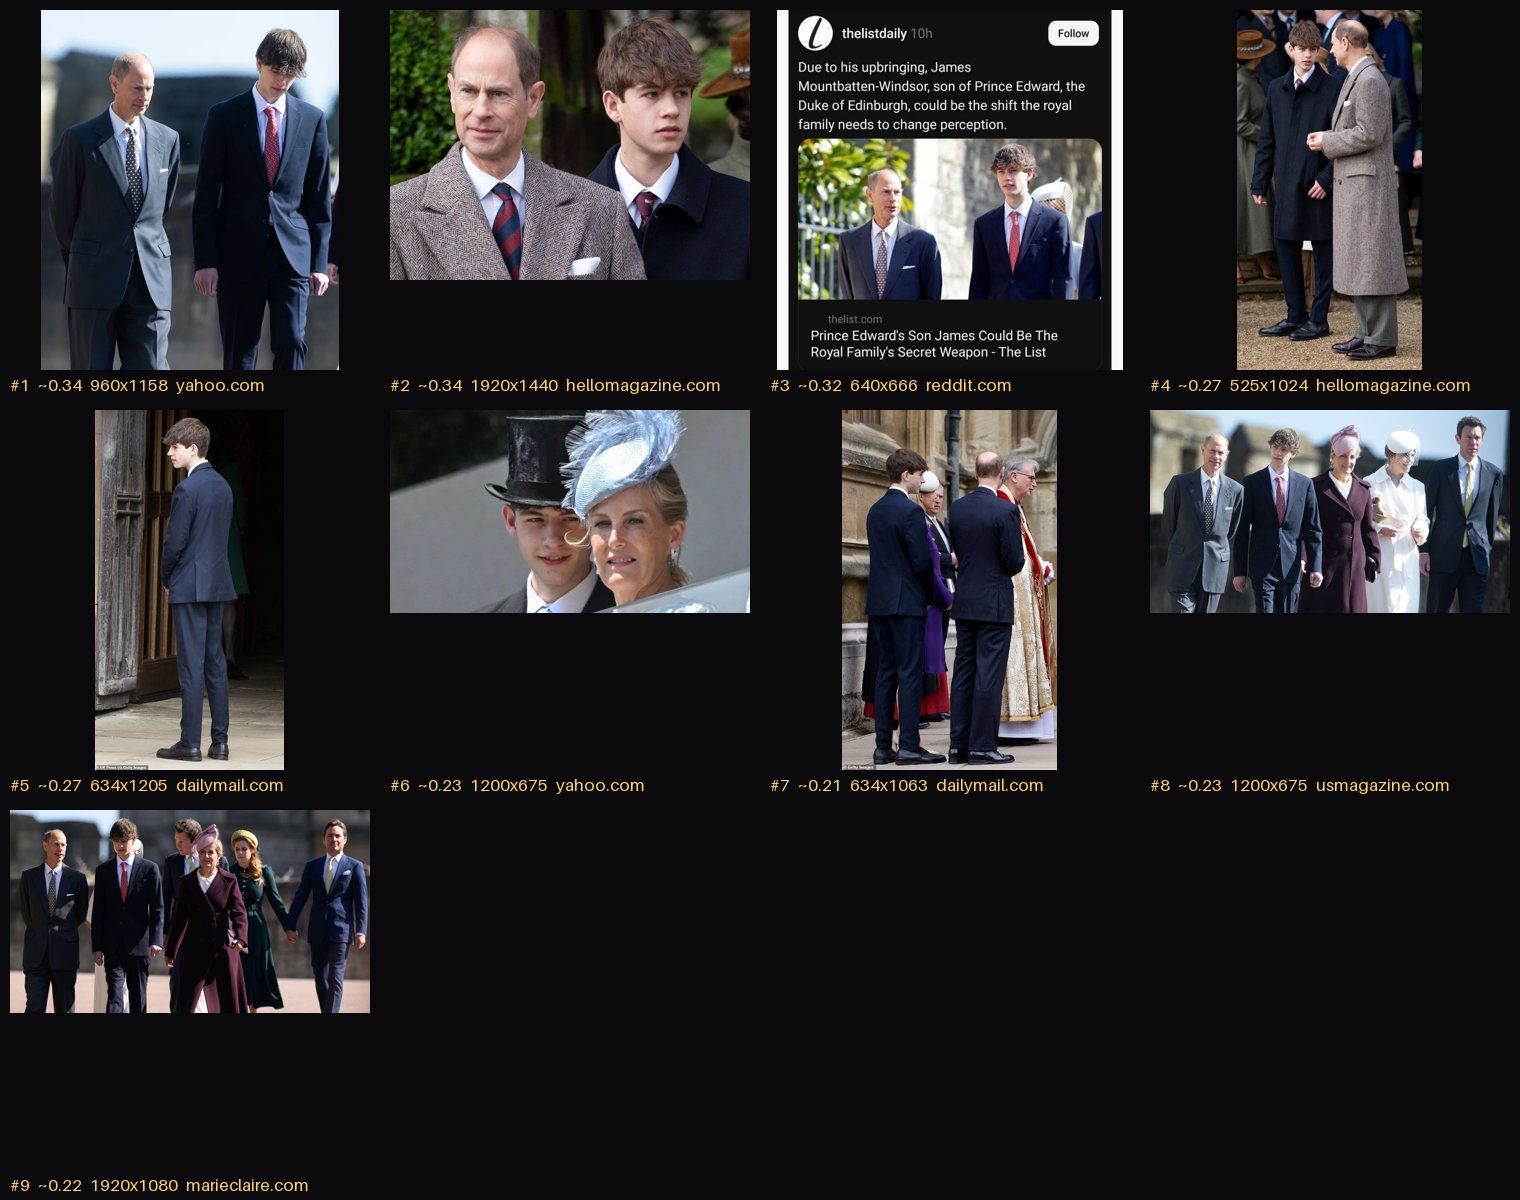 thelistdaily 10h
Follow
Due to his upbringing, James
Mountbatten-Windsor, son of Prince Edward, the
Duke of Edinburgh, could be the shift the royal
family needs to change perception.
thelist.com
Prince Edward's Son James Could Be The
Royal Family's Secret Weapon - The List
#1 ~0.34 960x1158 yahoo.com
#2 ~0.34 1920x1440 hellomagazine.com
#3 ~0.32 640x666 reddit.com
#4 ~0.27 525x1024 hellomagazine.com
#5 ~0.27 634x1205 dailymail.com
#6 ~0.23 1200x675 yahoo.com
#7 ~0.21 634x1063 dailymail.com
#8 ~0.23 1200x675 usmagazine.com
#9 ~0.22 1920x1080 marieclaire.com